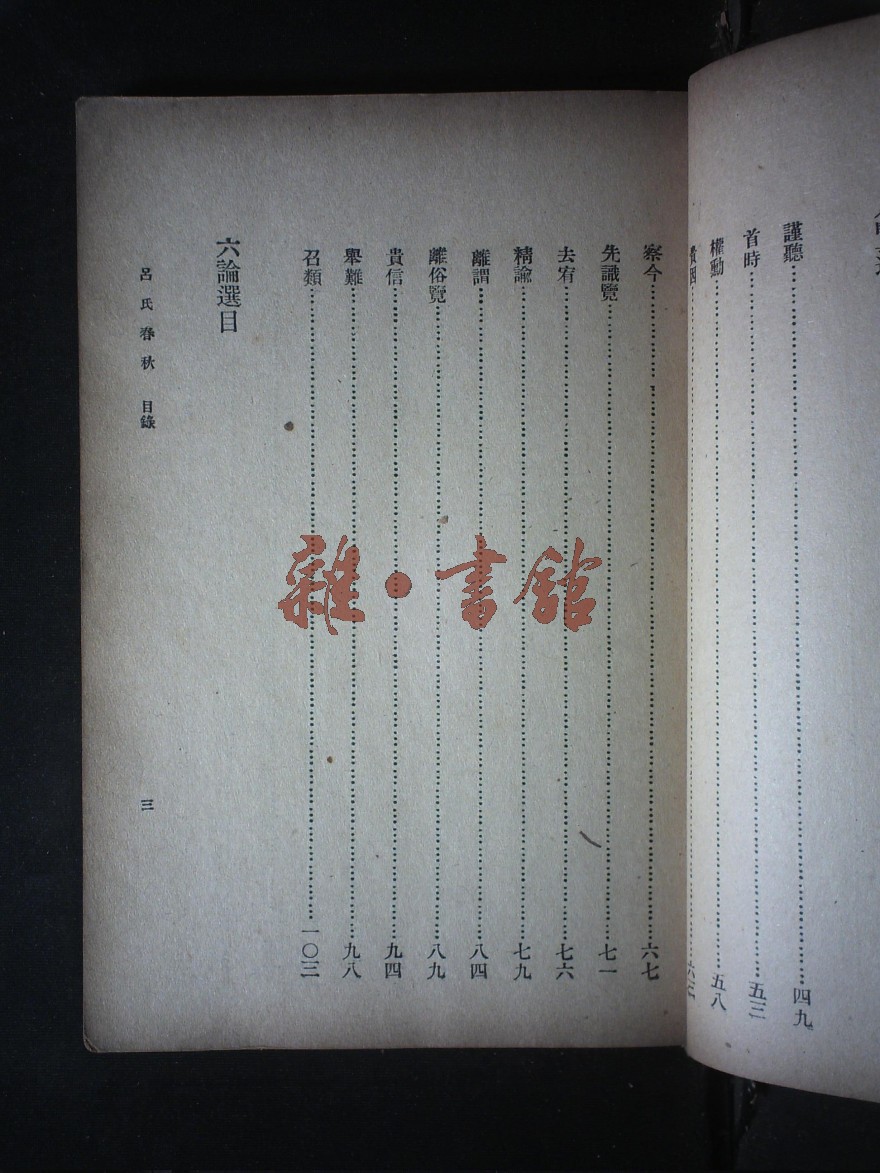 謹聽 四九
首時 五三
權動 五八
貴因
察今 六七
先識覽 七一
去宥 七六
精諭 七九
離謂 八四
離俗覽 八九
貴信 九四
舉難 九八
召類 一〇三
六論選目
呂氏春秋 目錄
三
雜·書館